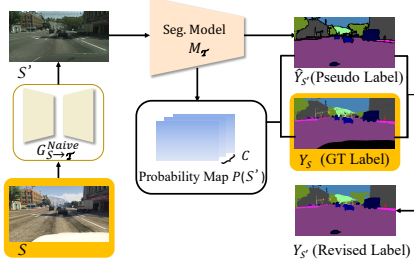 S'
Seg. Model
M_𝒯
Ŷ_S'(Pseudo Label)
G^Naive_S→𝒯
C
Probability Map P(S')
Y_S (GT Label)
S
Y_S' (Revised Label)